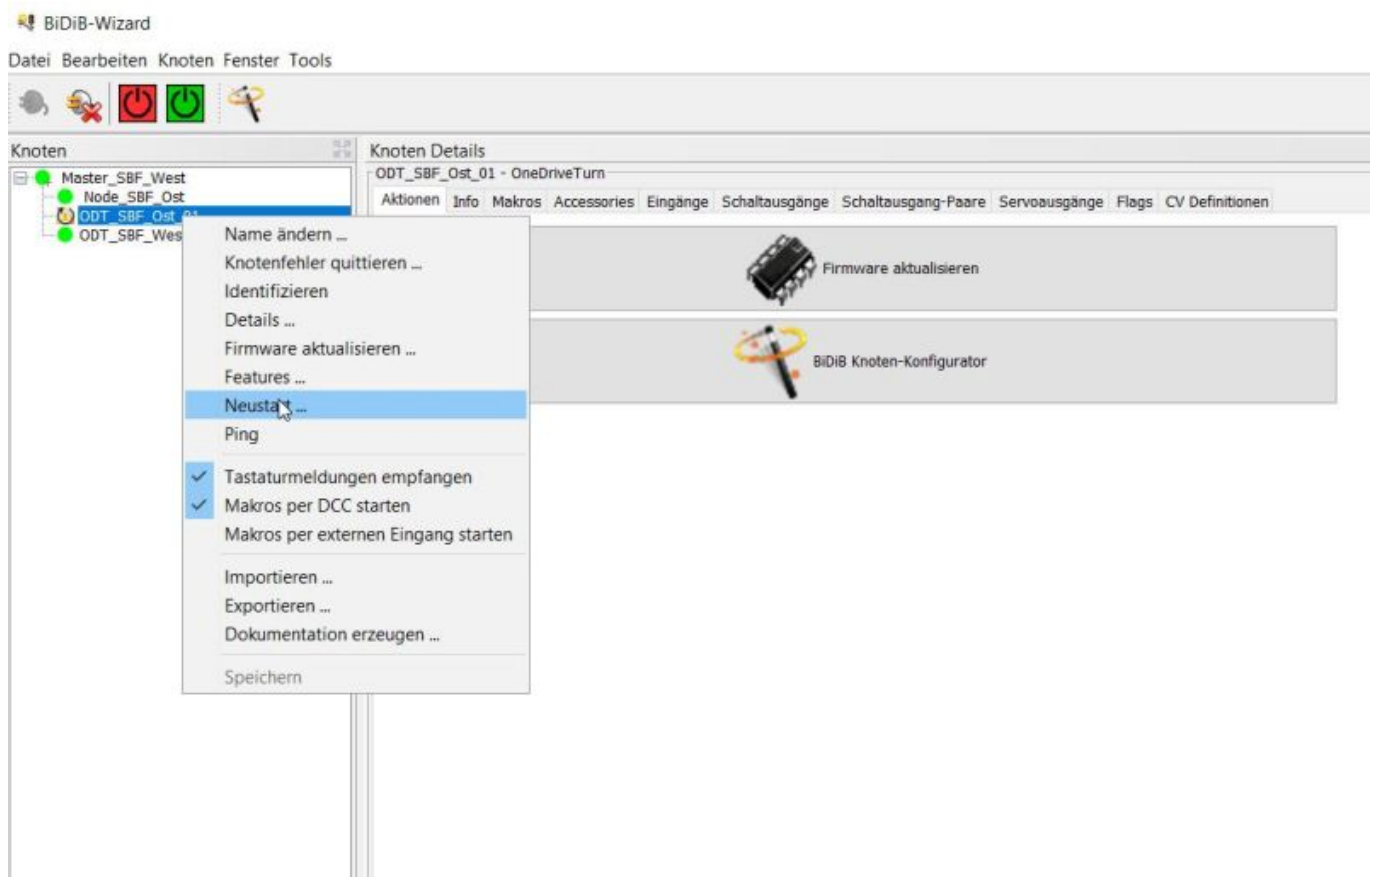 BiDiB-Wizard
Datei Bearbeiten Knoten Fenster Tools
Knoten
Master_SBF_West
Node_SBF_Ost
ODT_SBF_Ost_01
ODT_SBF_Wes
Knoten Details
ODT_SBF_Ost_01 - OneDriveTurn
Aktionen Info Makros Accessories Eingänge Schaltausgänge Schaltausgang-Paare Servoausgänge Flags CV Definitionen
Firmware aktualisieren
BiDiB Knoten-Konfigurator
Name ändern ...
Knotenfehler quittieren ...
Identifizieren
Details ...
Firmware aktualisieren ...
Features ...
Neustart ...
Ping
Tastaturmeldungen empfangen
Makros per DCC starten
Makros per externen Eingang starten
Importieren ...
Exportieren ...
Dokumentation erzeugen ...
Speichern